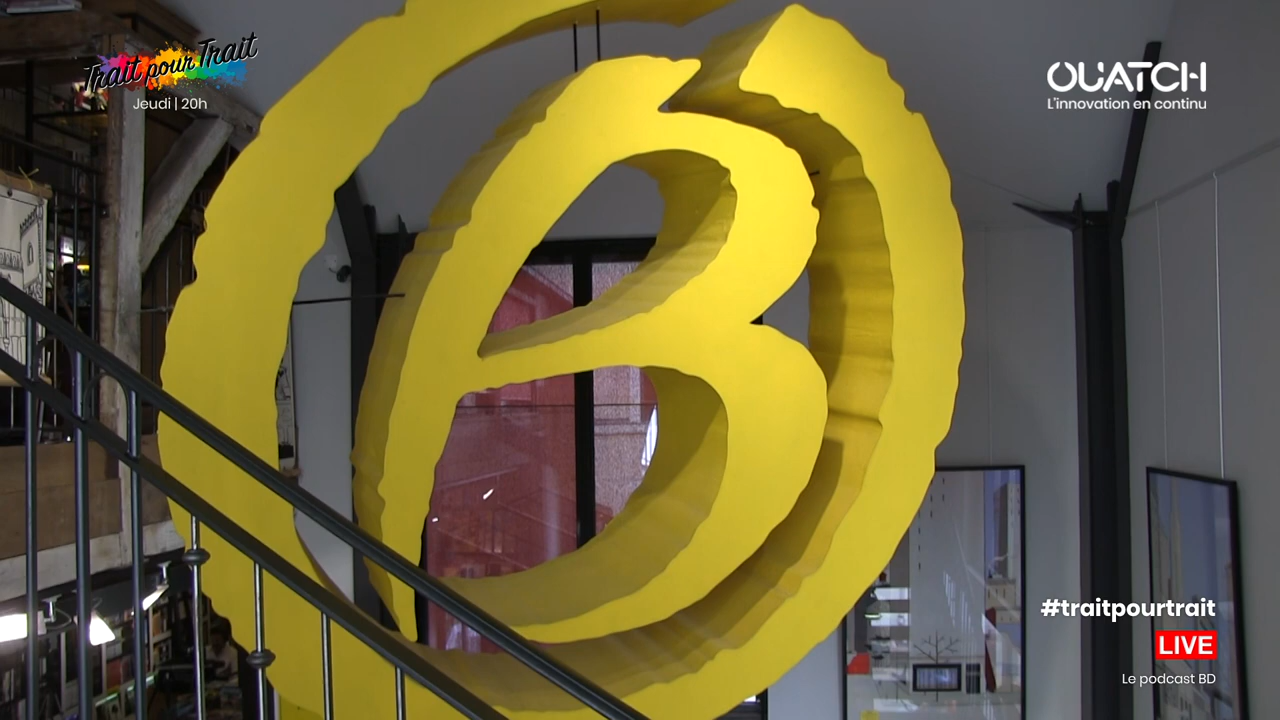 Trait pour Trait
Jeudi | 20h
OUATCH
L'innovation en continu
B
#traitpourtrait
LIVE
Le podcast BD